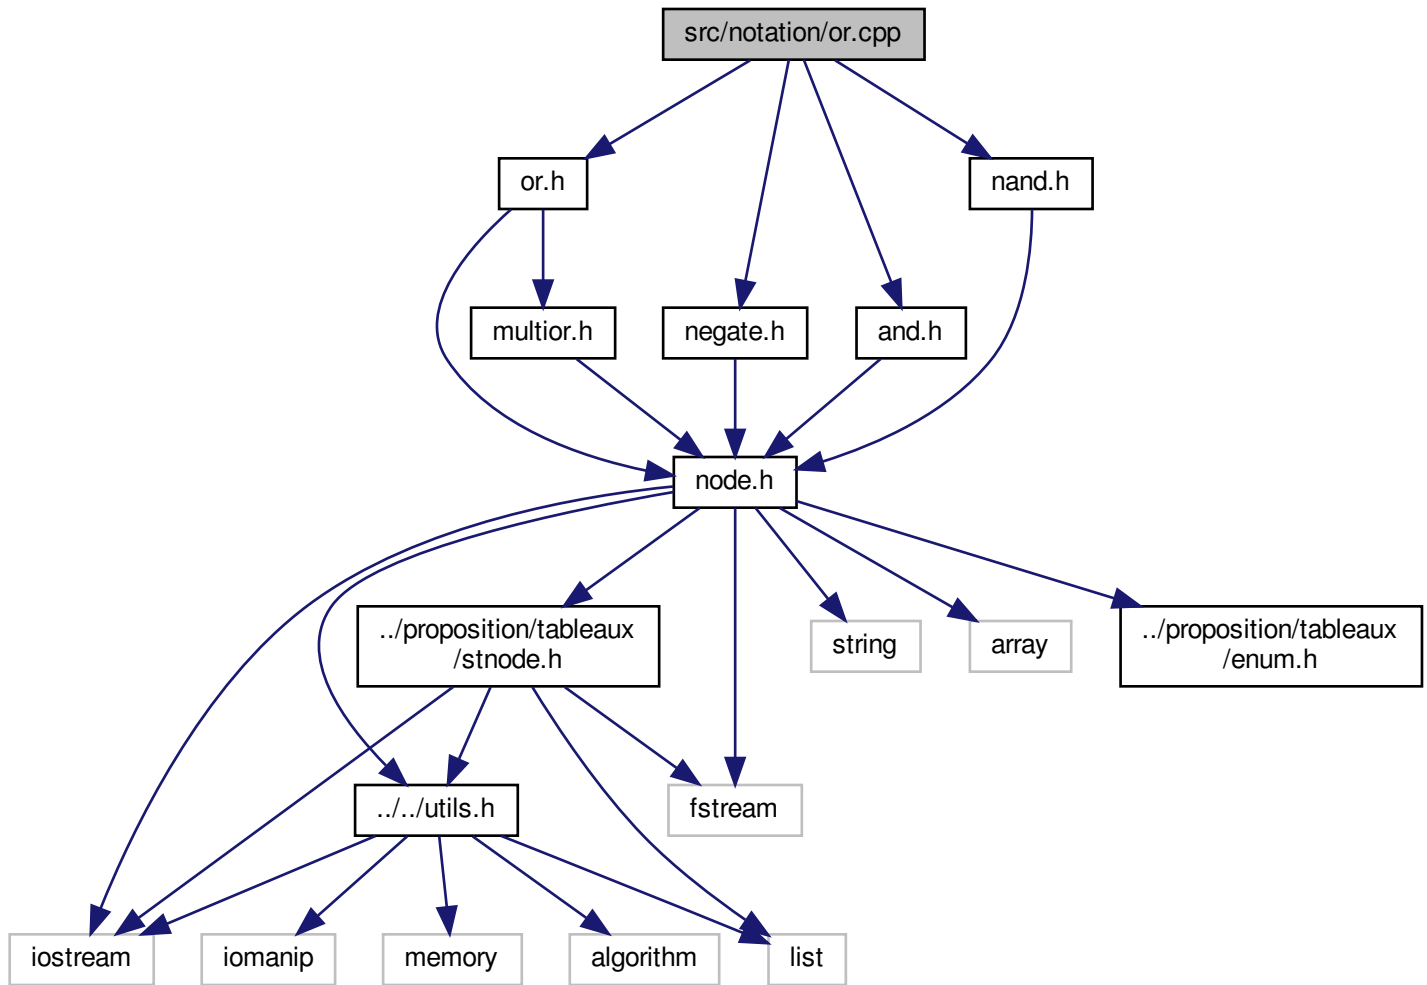 src/notation/or.cpp
or.h
nand.h
multior.h
negate.h
and.h
node.h
../proposition/tableaux
/stnode.h
string
array
../proposition/tableaux
/enum.h
../../utils.h
fstream
iostream
iomanip
memory
algorithm
list